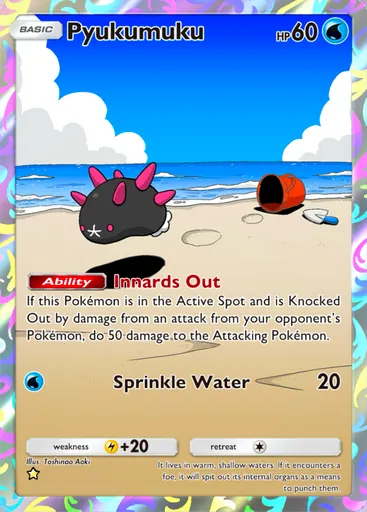 BASIC Pyukumuku HP60
Ability Innards Out
If this Pokémon is in the Active Spot and is Knocked
Out by damage from an attack from your opponent's
Pokémon, do 50 damage to the Attacking Pokémon.
Sprinkle Water 20
weakness +20 retreat
Illus. Toshinao Aoki
It lives in warm, shallow waters. If it encounters a
foe, it will spit out its internal organs as a means
to punch them.